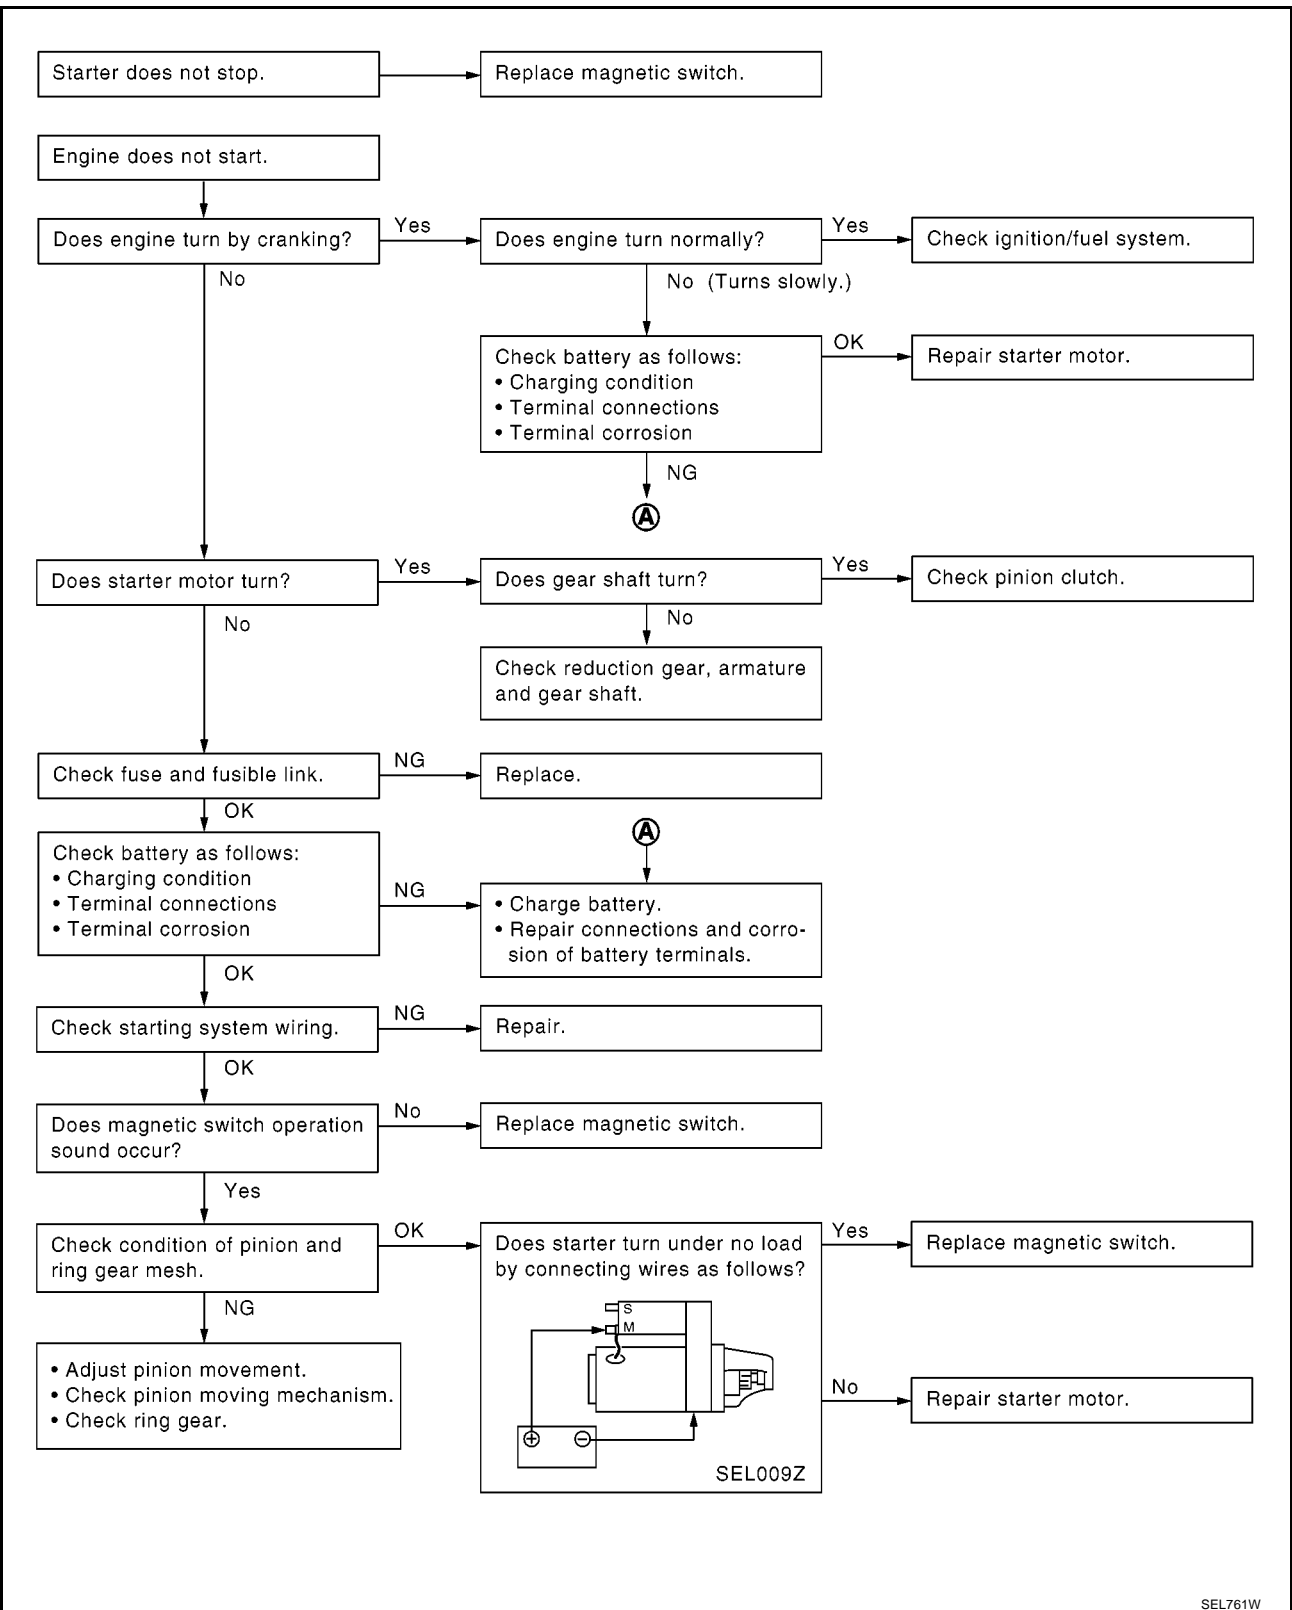 Starter does not stop.
Replace magnetic switch.
Engine does not start.
Does engine turn by cranking?
Yes
Does engine turn normally?
Yes
Check ignition/fuel system.
No
No (Turns slowly.)
Check battery as follows:
• Charging condition
• Terminal connections
• Terminal corrosion
OK
Repair starter motor.
NG
A
Does starter motor turn?
Yes
Does gear shaft turn?
Yes
Check pinion clutch.
No
No
Check reduction gear, armature
and gear shaft.
Check fuse and fusible link.
NG
Replace.
OK
A
Check battery as follows:
• Charging condition
• Terminal connections
• Terminal corrosion
NG
• Charge battery.
• Repair connections and corro-
sion of battery terminals.
OK
Check starting system wiring.
NG
Repair.
OK
Does magnetic switch operation
sound occur?
No
Replace magnetic switch.
Yes
Check condition of pinion and
ring gear mesh.
OK
Does starter turn under no load
by connecting wires as follows?
Yes
Replace magnetic switch.
S
M
NG
• Adjust pinion movement.
• Check pinion moving mechanism.
• Check ring gear.
No
Repair starter motor.
+ −
SEL009Z
SEL761W